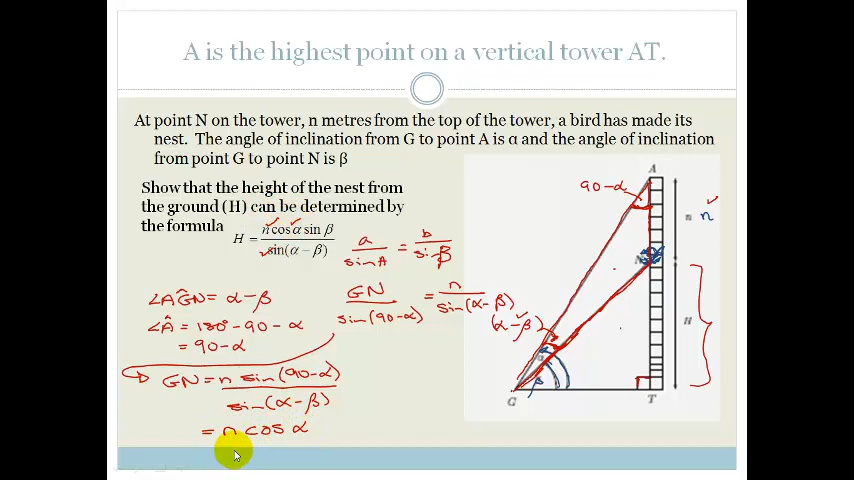 A is the highest point on a vertical tower AT.
At point N on the tower, n metres from the top of the tower, a bird has made its
nest. The angle of inclination from G to point A is α and the angle of inclination
from point G to point N is β
Show that the height of the nest from
the ground (H) can be determined by
the formula H = n cos α sin β / sin(α − β)
a / sin A = b / sin β
∠AĜN = α − β
∠Â = 180° − 90 − α
= 90 − α
GN / sin(90 − α) = n / sin(α − β)
GN = n sin(90 − α) / sin(α − β)
= n cos α
A
90 − α
n n
N
(α − β)
H
β
G T